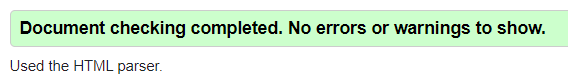 Document checking completed. No errors or warnings to show.
Used the HTML parser.